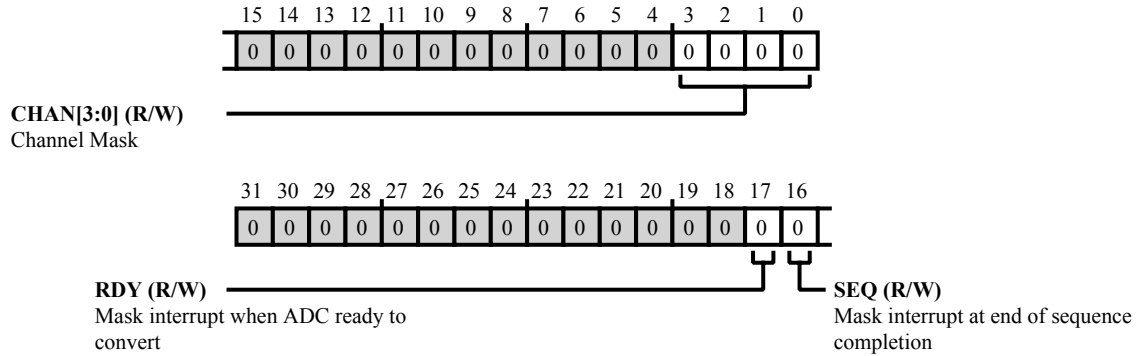 15 14 13 12 11 10 9 8 7 6 5 4 3 2 1 0
0 0 0 0 0 0 0 0 0 0 0 0 0 0 0 0
CHAN[3:0] (R/W)
Channel Mask
31 30 29 28 27 26 25 24 23 22 21 20 19 18 17 16
0 0 0 0 0 0 0 0 0 0 0 0 0 0 0 0
RDY (R/W)
Mask interrupt when ADC ready to
convert
SEQ (R/W)
Mask interrupt at end of sequence
completion